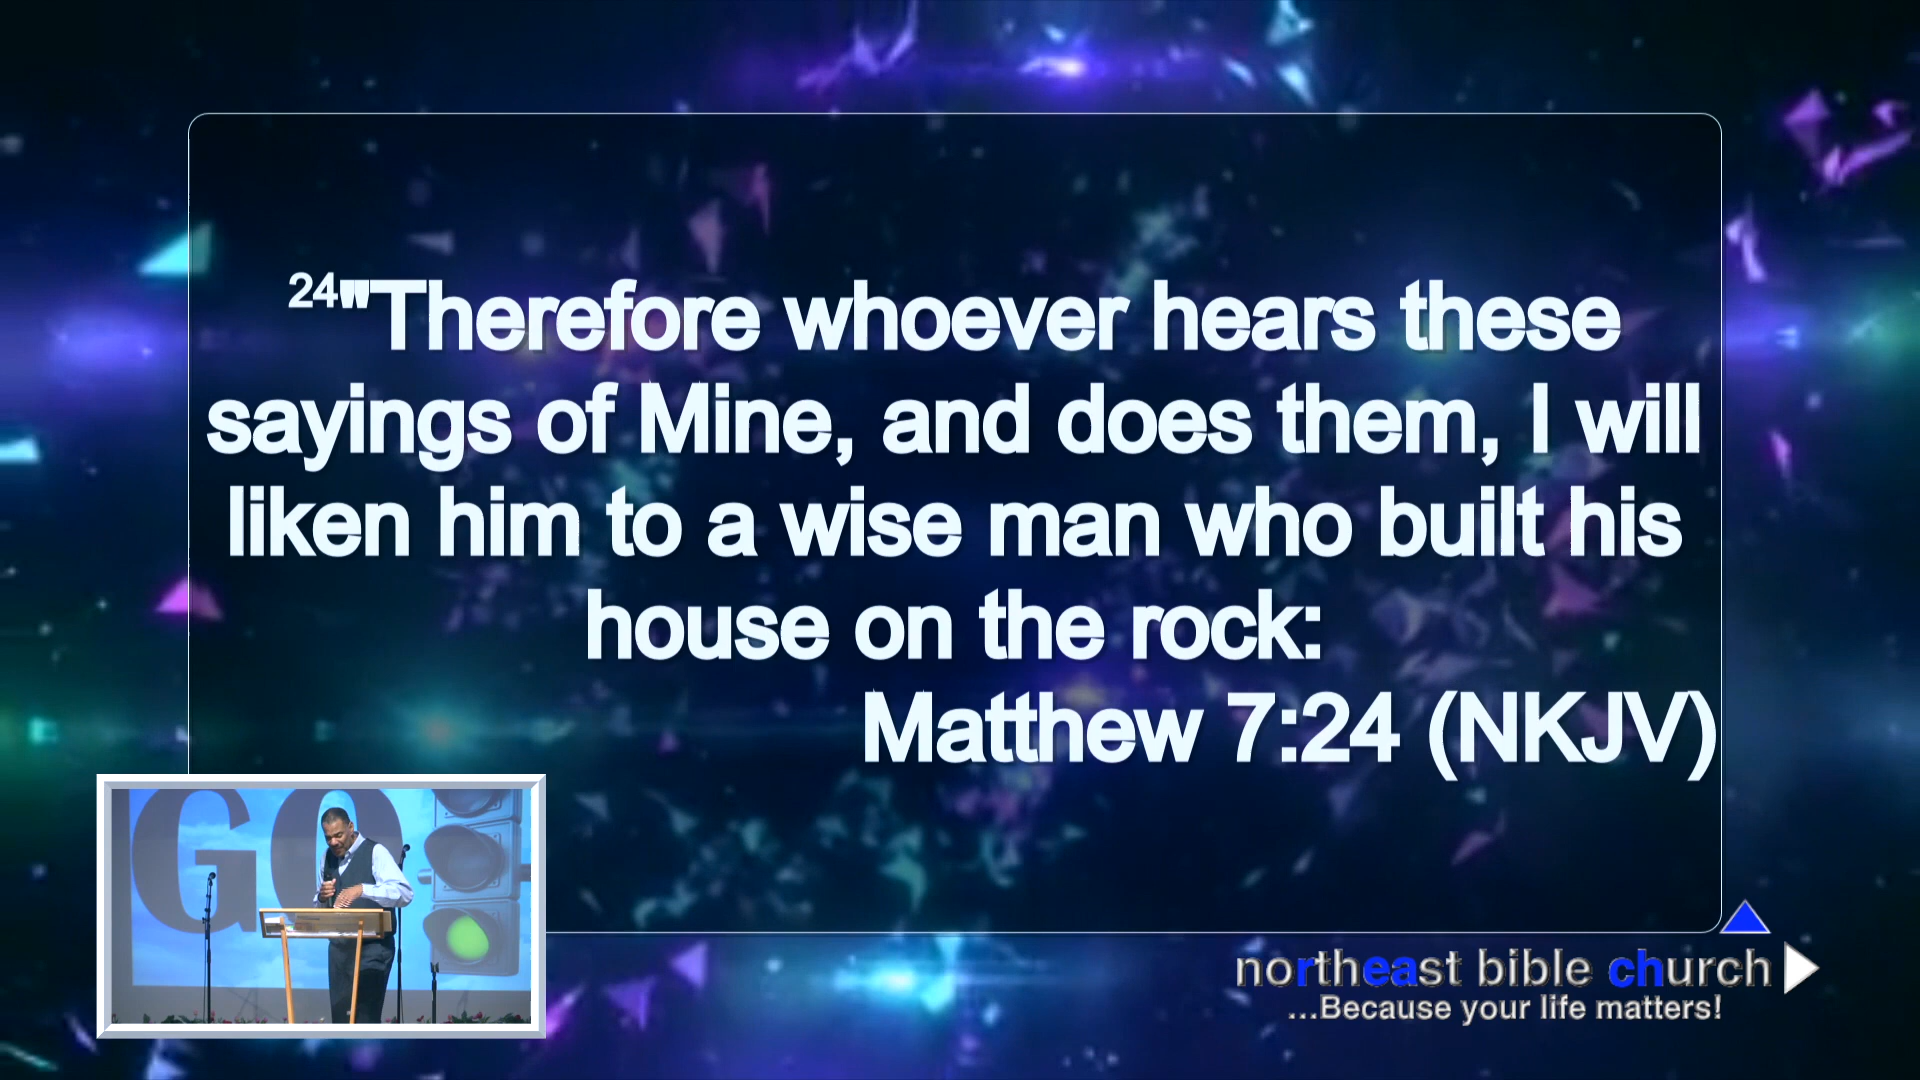 24"Therefore whoever hears these
sayings of Mine, and does them, I will
liken him to a wise man who built his
house on the rock:
Matthew 7:24 (NKJV)
GO
northeast bible church
...Because your life matters!